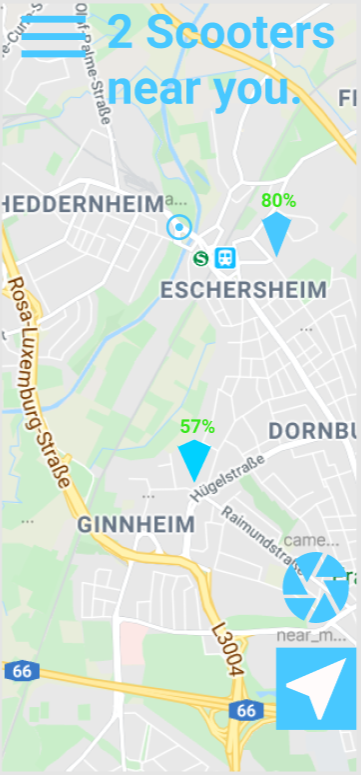 2 Scooters
near you.
Olof-Palme-Straße
HEDDERNHEIM
a...
80%
S
ESCHERSHEIM
...
Rosa-Luxemburg-Straße
57%
DORNBU
Hügelstraße
...
...
GINNHEIM
Raimundstraße
came...
near_m...
L3004
66
66